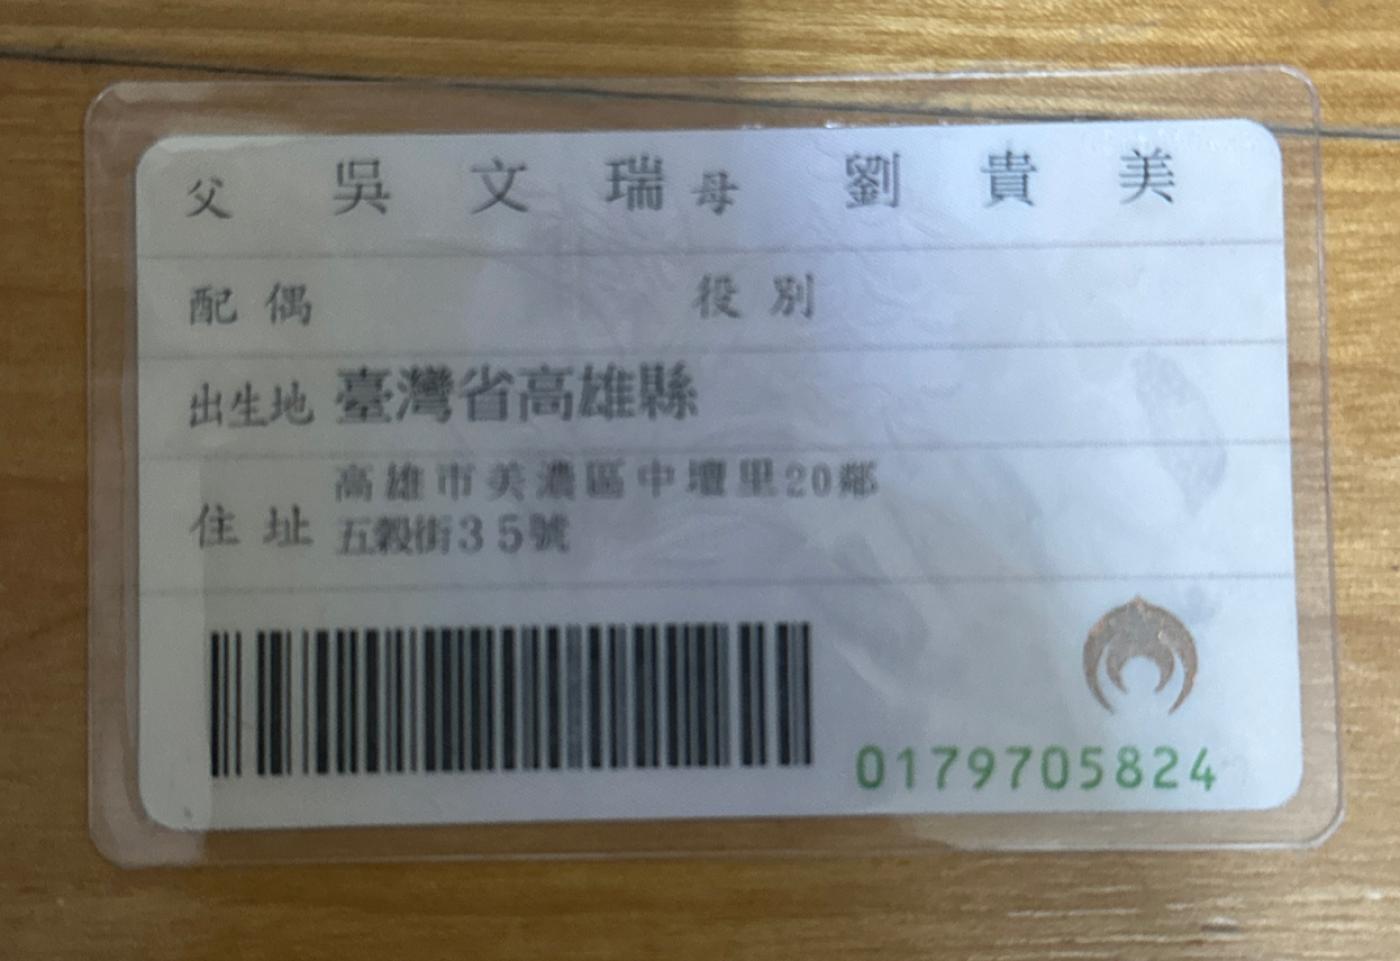 父 吳文瑞 母 劉貴美
配偶 役別
出生地 臺灣省高雄縣
住址 高雄市美濃區中壇里20鄰
五穀街35號
0179705824